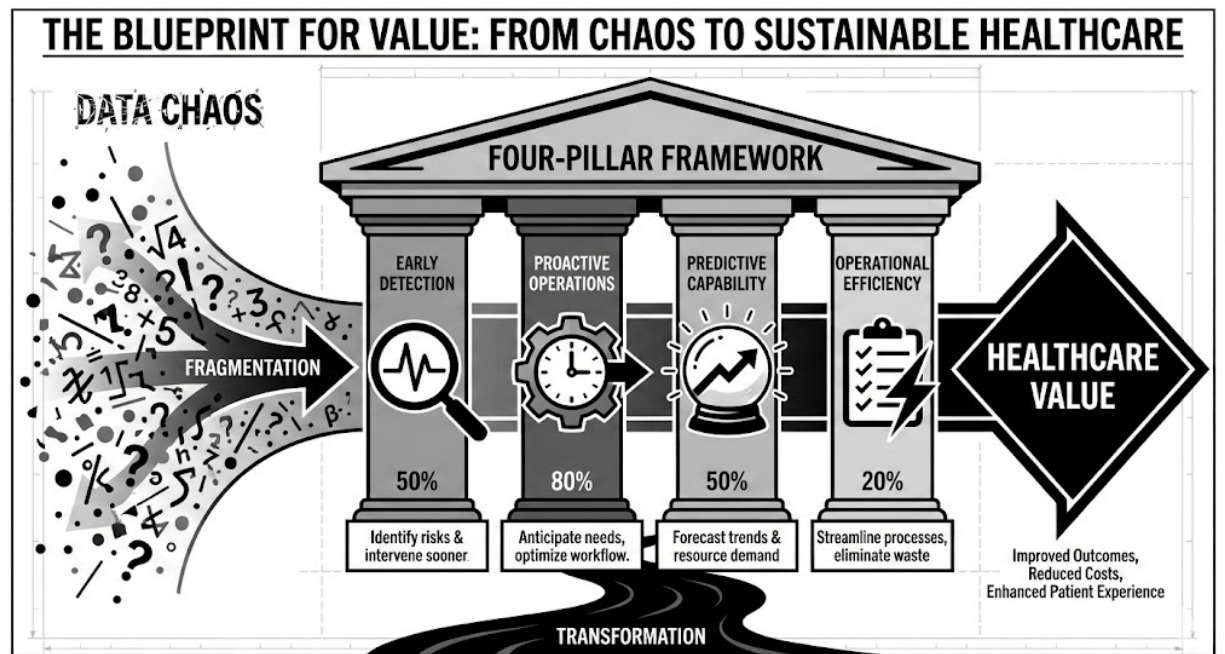 THE BLUEPRINT FOR VALUE: FROM CHAOS TO SUSTAINABLE HEALTHCARE
DATA CHAOS
FOUR-PILLAR FRAMEWORK
FRAGMENTATION
EARLY
DETECTION
50%
Identify risks &
intervene sooner
PROACTIVE
OPERATIONS
80%
Anticipate needs,
optimize workflow.
PREDICTIVE
CAPABILITY
50%
Forecast trends &
resource demand
OPERATIONAL
EFFICIENCY
20%
Streamline processes,
eliminate waste
HEALTHCARE
VALUE
Improved Outcomes,
Reduced Costs,
Enhanced Patient Experience
TRANSFORMATION